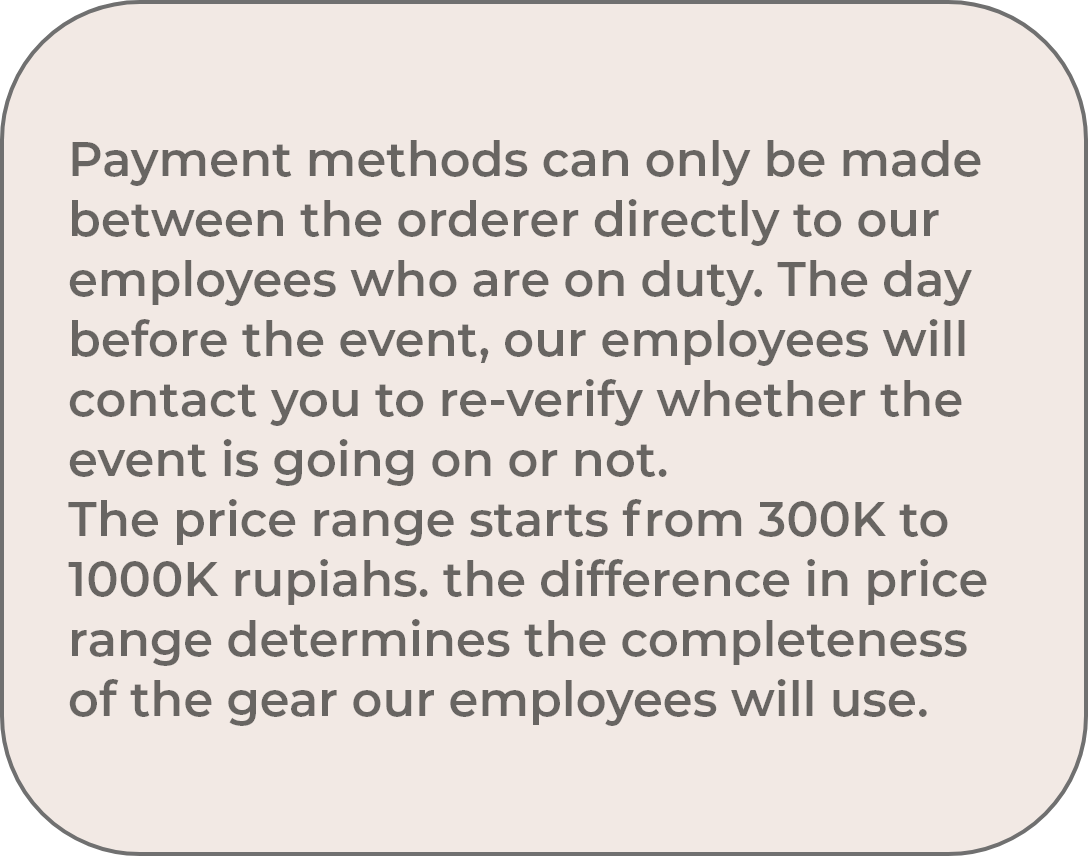 Payment methods can only be made
between the orderer directly to our
employees who are on duty. The day
before the event, our employees will
contact you to re-verify whether the
event is going on or not.
The price range starts from 300K to
1000K rupiahs. the difference in price
range determines the completeness
of the gear our employees will use.